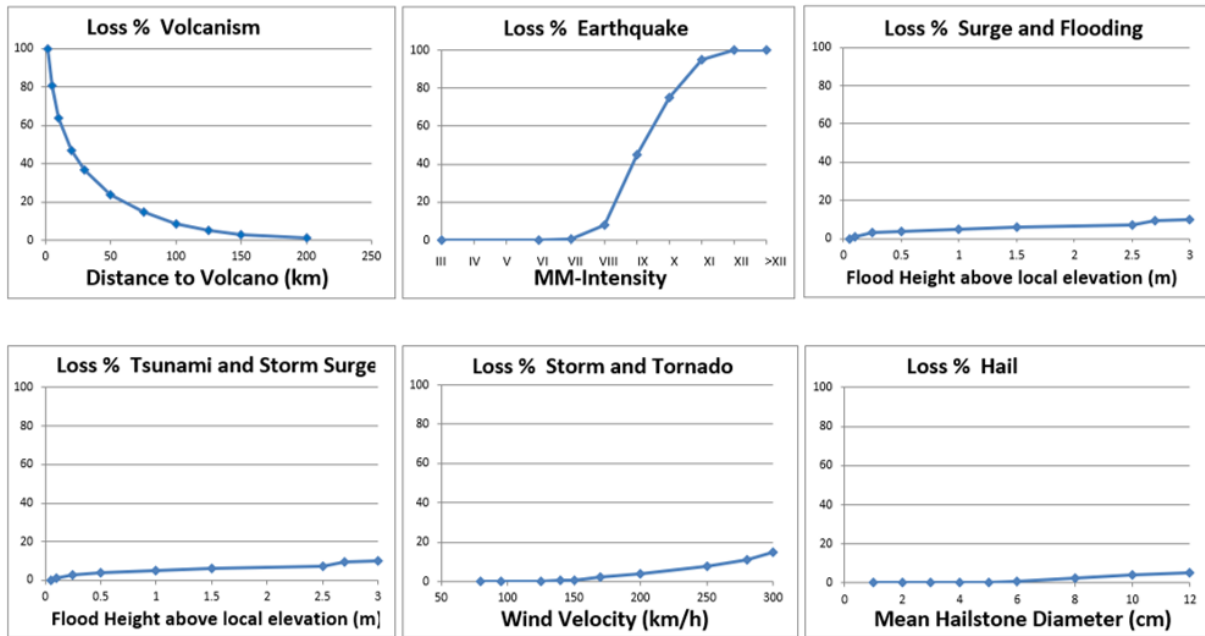 Loss % Volcanism
100
80
60
40
20
0
0 50 100 150 200 250
Distance to Volcano (km)
Loss % Earthquake
100
80
60
40
20
0
III IV V VI VII VIII IX X XI XII >XII
MM-Intensity
Loss % Surge and Flooding
100
80
60
40
20
0
0 0.5 1 1.5 2 2.5 3
Flood Height above local elevation (m)
Loss % Tsunami and Storm Surge
100
80
60
40
20
0
0 0.5 1 1.5 2 2.5 3
Flood Height above local elevation (m)
Loss % Storm and Tornado
100
80
60
40
20
0
50 100 150 200 250 300
Wind Velocity (km/h)
Loss % Hail
100
80
60
40
20
0
0 2 4 6 8 10 12
Mean Hailstone Diameter (cm)